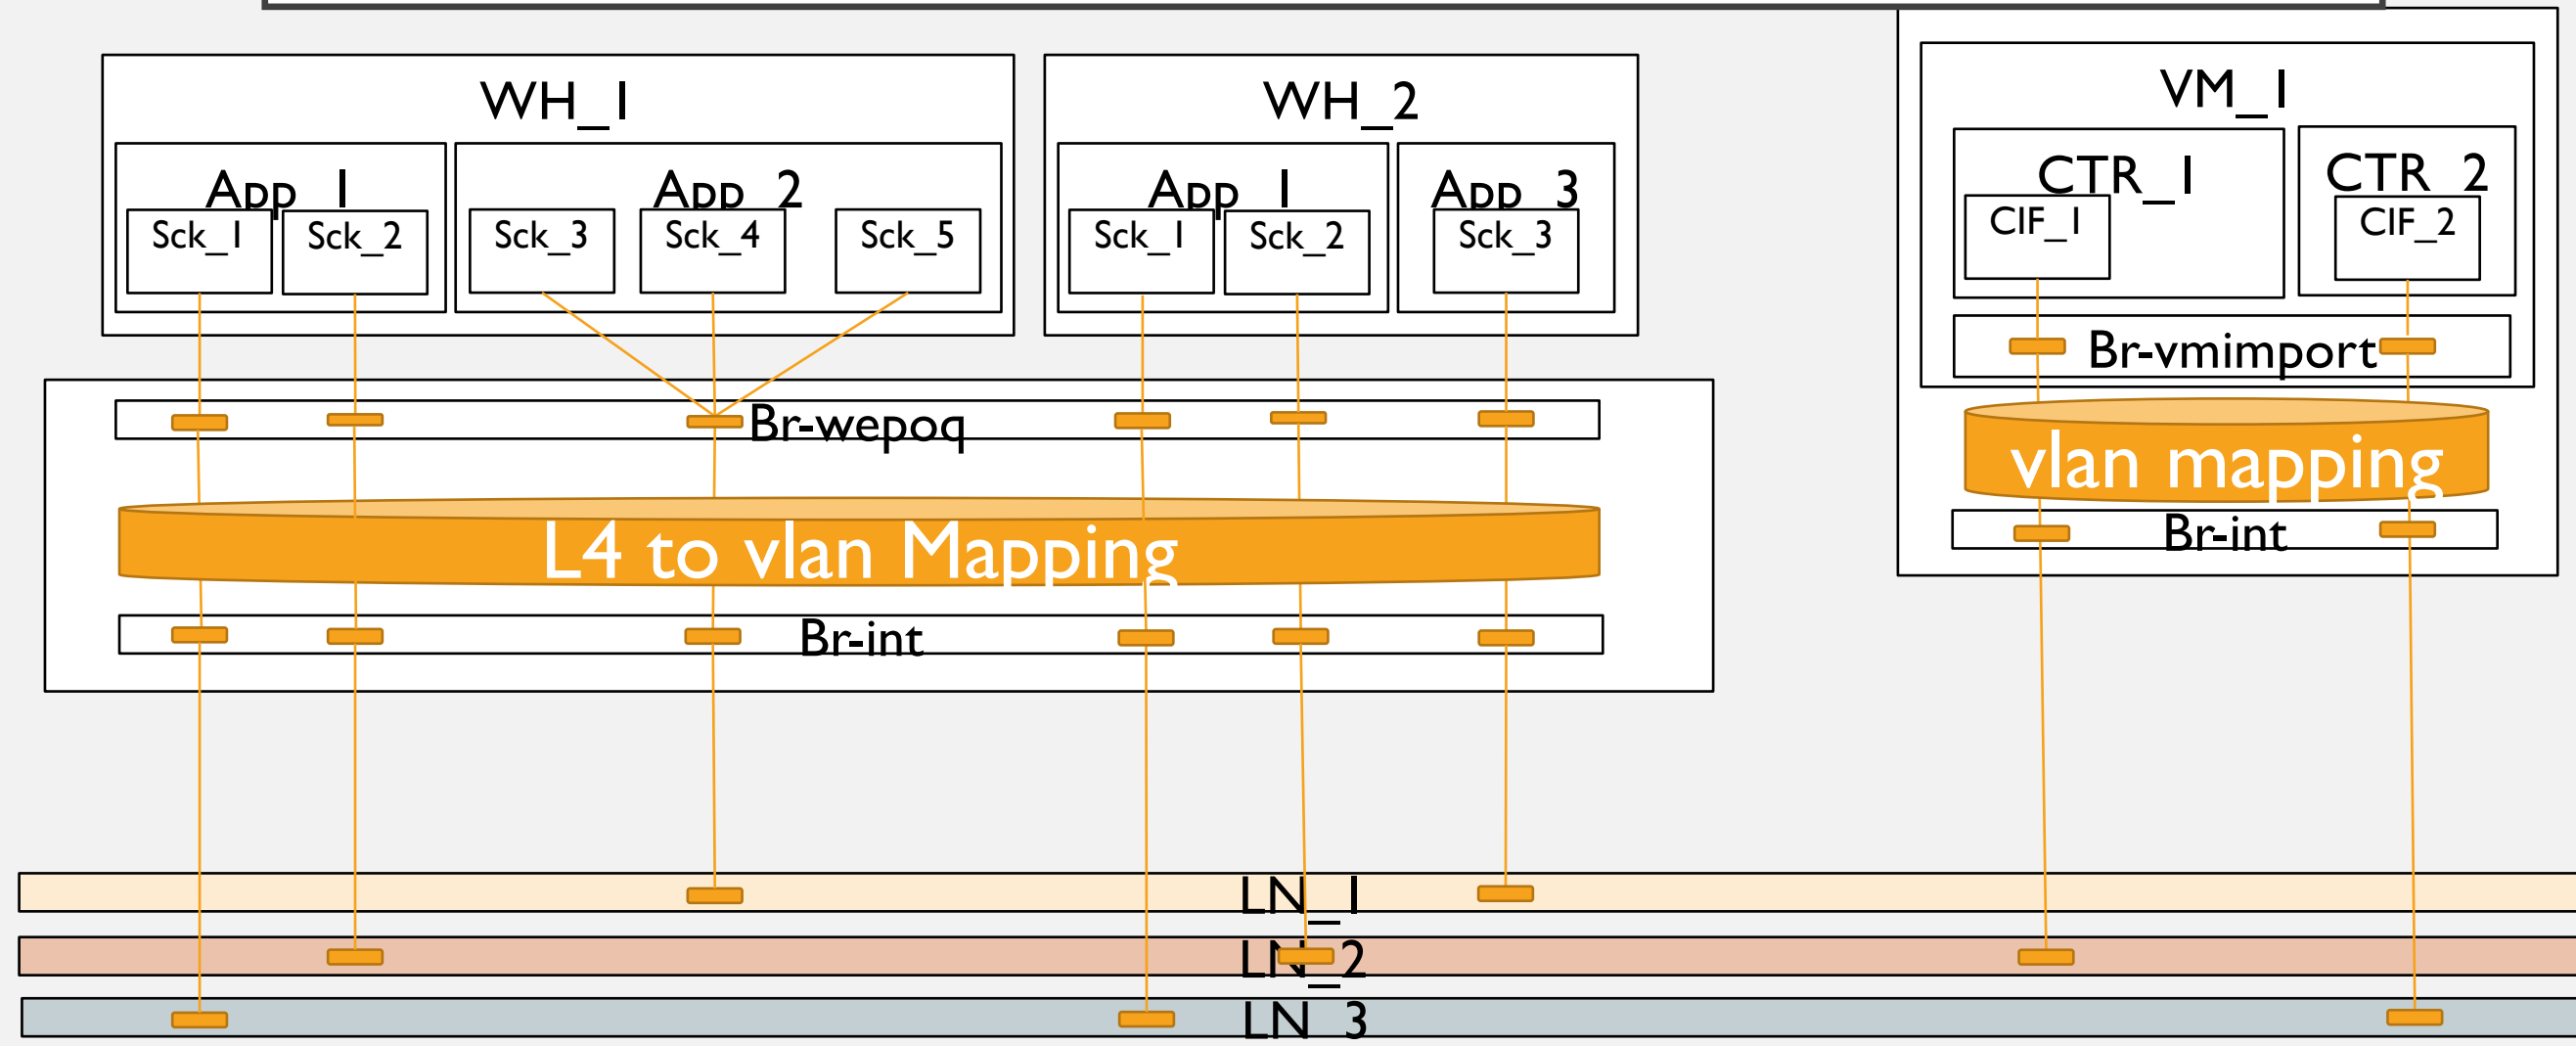 WH_1
WH_2
VM_1
App_1
App_2
App_1
App_3
CTR_1
CTR_2
Sck_1
Sck_2
Sck_3
Sck_4
Sck_5
Sck_1
Sck_2
Sck_3
CIF_1
CIF_2
Br-vmimport
Br-wepoq
vlan mapping
L4 to vlan Mapping
Br-int
Br-int
LN_1
LN_2
LN_3